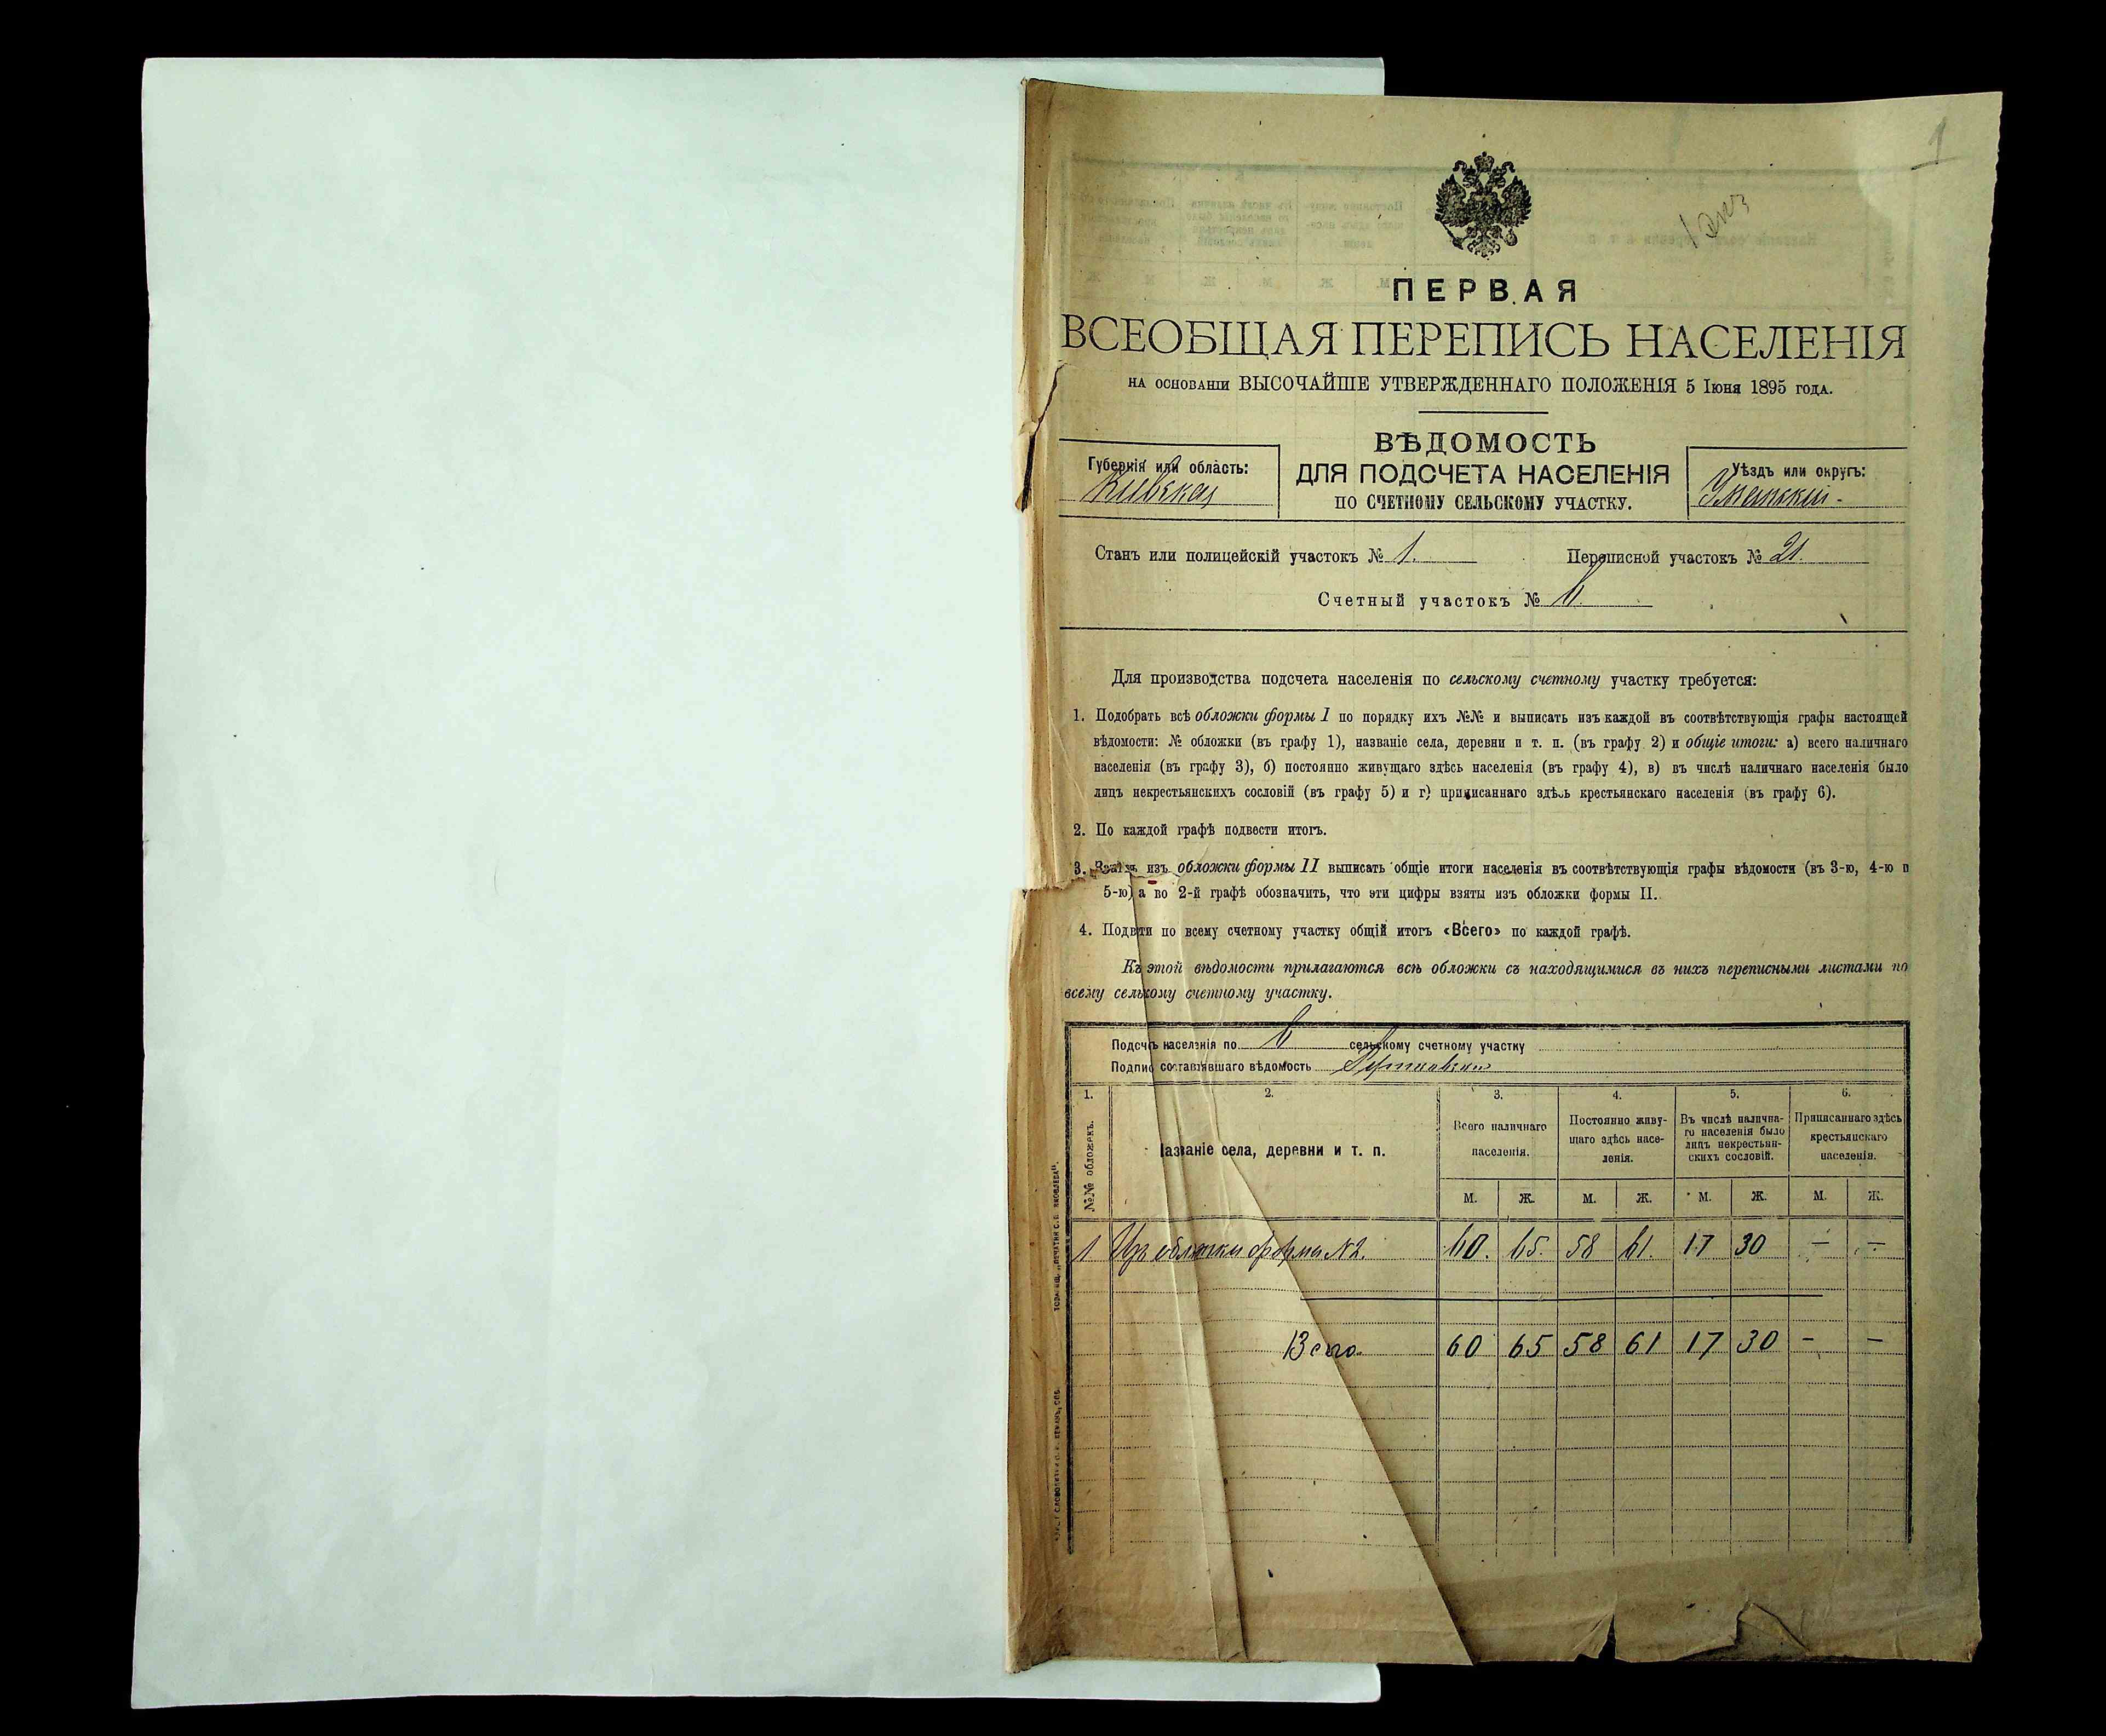 1
1 экз
ПЕРВАЯ
ВСЕОБЩАЯ ПЕРЕПИСЬ НАСЕЛЕНІЯ
НА ОСНОВАНІИ ВЫСОЧАЙШЕ УТВЕРЖДЕННАГО ПОЛОЖЕНІЯ 5 Іюня 1895 ГОДА.
ВѢДОМОСТЬ
ДЛЯ ПОДСЧЕТА НАСЕЛЕНІЯ
ПО СЧЕТНОМУ СЕЛЬСКОМУ УЧАСТКУ.
Губернія или область:
Кіевская
Уѣздъ или округъ:
Уманскій
Станъ или полицейскій участокъ № 1. Переписной участокъ № 21.
Счетный участокъ № 6
Для производства подсчета населенія по сельскому счетному участку требуется:
1. Подобрать всѣ обложки формы I по порядку ихъ №№ и выписать изъ каждой въ соотвѣтствующія графы настоящей
вѣдомости: № обложки (въ графу 1), названіе села, деревни и т. п. (въ графу 2) и общіе итоги: а) всего наличнаго
населенія (въ графу 3), б) постоянно живущаго здѣсь населенія (въ графу 4), в) въ числѣ наличнаго населенія было
лицъ некрестьянскихъ сословій (въ графу 5) и г) приписаннаго здѣсь крестьянскаго населенія (въ графу 6).
2. По каждой графѣ подвести итогъ.
3. изъ обложки формы II выписать общіе итоги населенія въ соотвѣтствующія графы вѣдомости (въ 3-ю, 4-ю и
5-ю) а во 2-й графѣ обозначить, что эти цифры взяты изъ обложки формы II.
4. Подвети по всему счетному участку общій итогъ «Всего» по каждой графѣ.
Къ этой вѣдомости прилагаются всѣ обложки съ находящимися въ нихъ переписными листами по
всему селькому счетному участку.
Подсчъ населенія по 6 сельскому счетному участку
Подпис составлявшаго вѣдомость
1. 2. 3. 4. 5. 6.
№№ обложекъ.
азваніе села, деревни и т. п.
Всего наличнаго населенія.
Постоянно живущаго здѣсь населенія.
Въ числѣ наличнаго населенія было лицъ некрестьянскихъ сословій.
Приписаннаго здѣсь крестьянскаго населенія.
М. Ж. М. Ж. М. Ж. М. Ж.
1 Изъ обложки форма №2. 60. 65. 58 61. 17 30 — —
Всего 60 65 58 61 17 30 — —